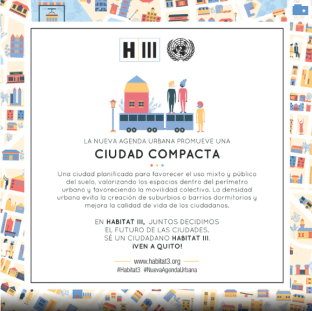 H III
LA NUEVA AGENDA URBANA PROMUEVE UNA
CIUDAD COMPACTA
Una ciudad planificada para favorecer el uso mixto y público
del suelo, valorizando los espacios dentro del perímetro
urbano y favoreciendo la movilidad colectiva. La densidad
urbana evita la creación de suburbios o barrios dormitorios y
mejora la calidad de vida de los ciudadanos.
EN HABITAT III, JUNTOS DECIDIMOS
EL FUTURO DE LAS CIUDADES.
SÉ UN CIUDADANO HABITAT III.
¡VEN A QUITO!
www.habitat3.org
#Habitat3 #NuevaAgendaUrbana